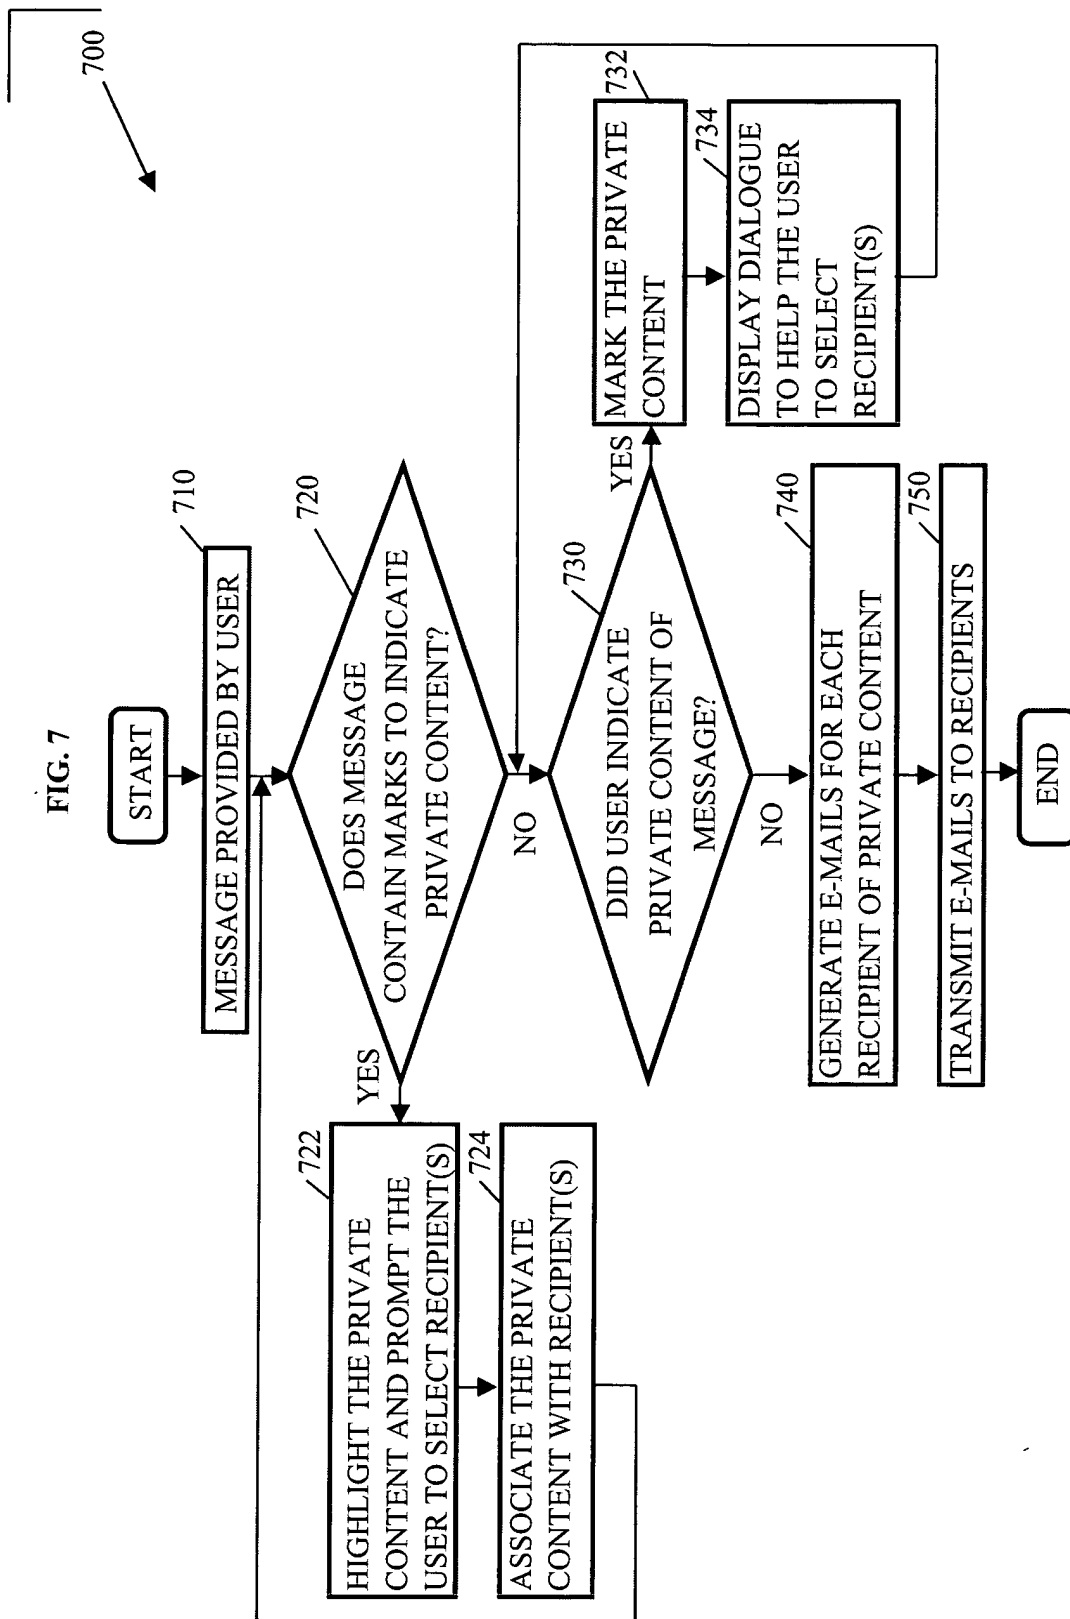 FIG. 7
700
START
710
MESSAGE PROVIDED BY USER
720
DOES MESSAGE
CONTAIN MARKS TO INDICATE
PRIVATE CONTENT?
YES
722
HIGHLIGHT THE PRIVATE
CONTENT AND PROMPT THE
USER TO SELECT RECIPIENT(S)
724
ASSOCIATE THE PRIVATE
CONTENT WITH RECIPIENT(S)
NO
730
DID USER INDICATE
PRIVATE CONTENT OF
MESSAGE?
YES
732
MARK THE PRIVATE
CONTENT
734
DISPLAY DIALOGUE
TO HELP THE USER
TO SELECT
RECIPIENT(S)
NO
740
GENERATE E-MAILS FOR EACH
RECIPIENT OF PRIVATE CONTENT
750
TRANSMIT E-MAILS TO RECIPIENTS
END